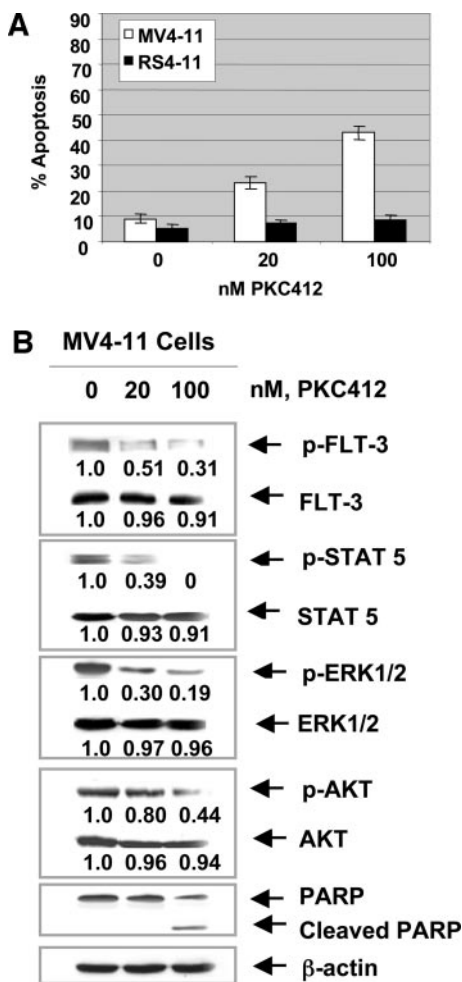 A
90
80
70
60
50
40
30
20
10
0
% Apoptosis
MV4-11
RS4-11
0 20 100
nM PKC412
B
MV4-11 Cells
0 20 100 nM, PKC412
p-FLT-3
1.0 0.51 0.31
FLT-3
1.0 0.96 0.91
p-STAT 5
1.0 0.39 0
STAT 5
1.0 0.93 0.91
p-ERK1/2
1.0 0.30 0.19
ERK1/2
1.0 0.97 0.96
p-AKT
1.0 0.80 0.44
AKT
1.0 0.96 0.94
PARP
Cleaved PARP
β-actin